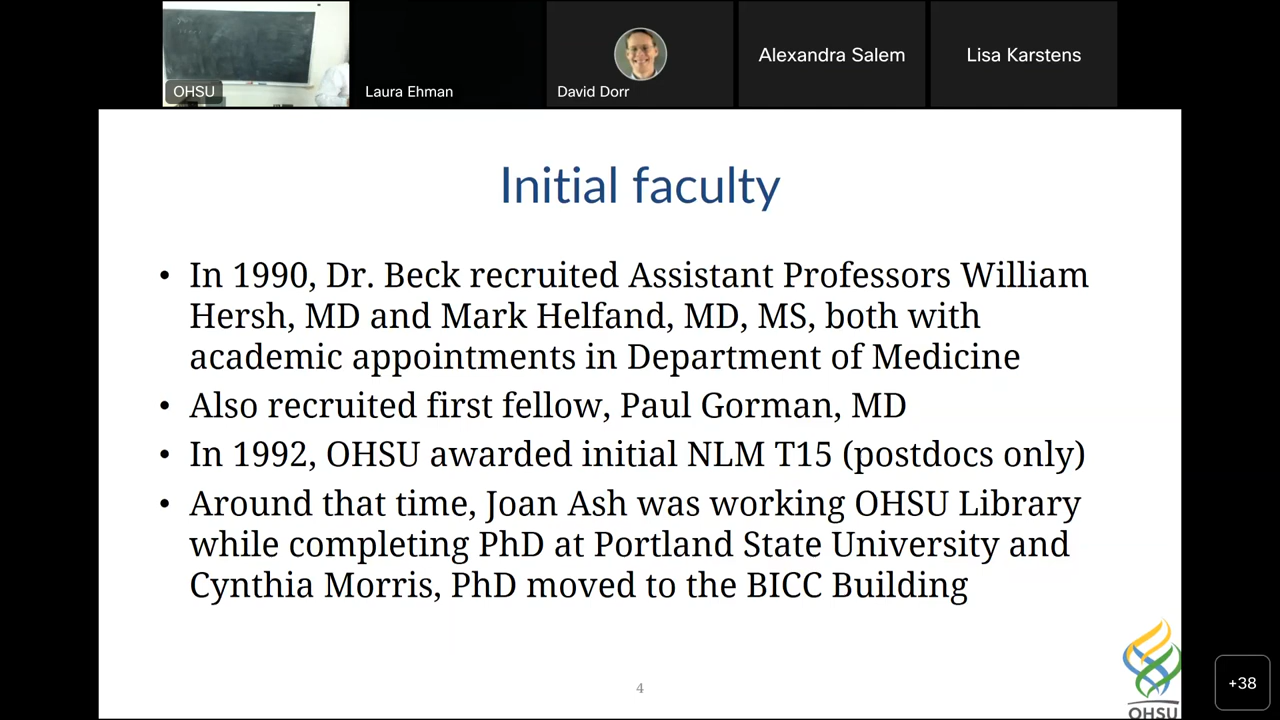 OHSU
Laura Ehman
David Dorr
Alexandra Salem
Lisa Karstens
Initial faculty
• In 1990, Dr. Beck recruited Assistant Professors William
Hersh, MD and Mark Helfand, MD, MS, both with
academic appointments in Department of Medicine
• Also recruited first fellow, Paul Gorman, MD
• In 1992, OHSU awarded initial NLM T15 (postdocs only)
• Around that time, Joan Ash was working OHSU Library
while completing PhD at Portland State University and
Cynthia Morris, PhD moved to the BICC Building
4
OHSU
+38